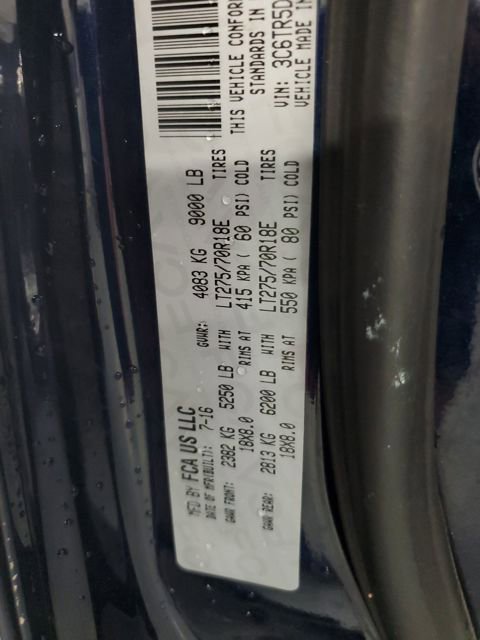 MFD BY FCA US LLC
DATE OF MFR(BUILT): 7-16 GVWR: 4083 KG 9000 LB
GAWR FRONT: 2382 KG 5250 LB WITH LT275/70R18E TIRES
18X8.0 RIMS AT 415 KPA ( 60 PSI) COLD
GAWR REAR: 2813 KG 6200 LB WITH LT275/70R18E TIRES
18X8.0 RIMS AT 550 KPA ( 80 PSI) COLD
THIS VEHICLE CONFOR
STANDARDS IN
VIN: 3C6TR5D
VEHICLE MADE IN